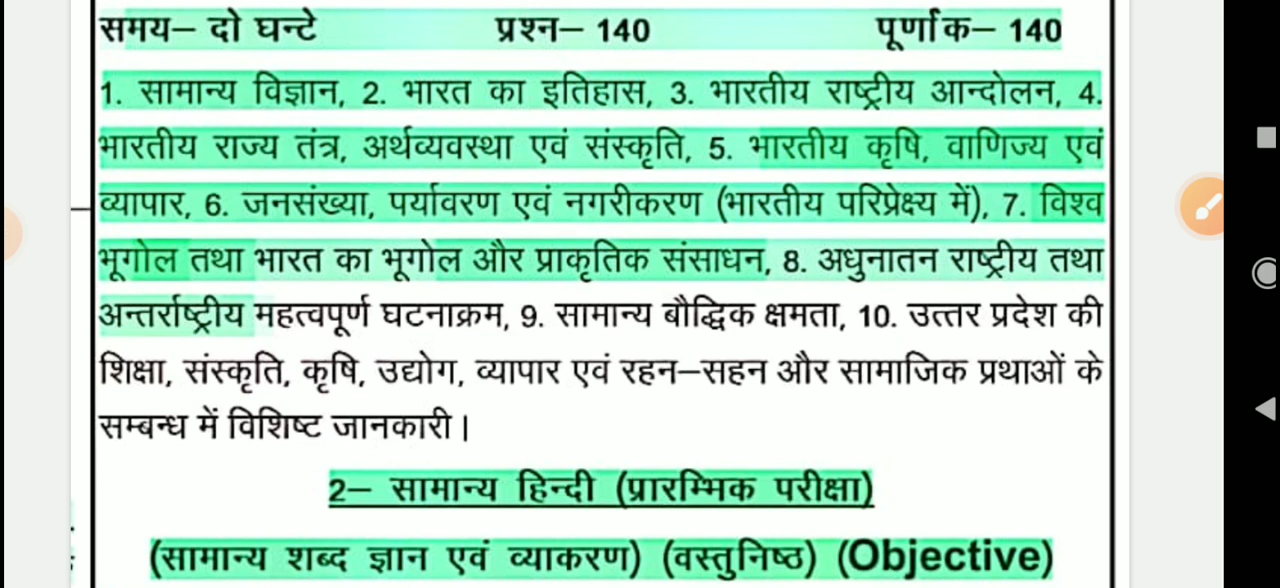 समय– दो घन्टे प्रश्न– 140 पूर्णांक– 140
1. सामान्य विज्ञान, 2. भारत का इतिहास, 3. भारतीय राष्ट्रीय आन्दोलन, 4.
भारतीय राज्य तंत्र, अर्थव्यवस्था एवं संस्कृति, 5. भारतीय कृषि, वाणिज्य एवं
व्यापार, 6. जनसंख्या, पर्यावरण एवं नगरीकरण (भारतीय परिप्रेक्ष्य में), 7. विश्व
भूगोल तथा भारत का भूगोल और प्राकृतिक संसाधन, 8. अधुनातन राष्ट्रीय तथा
अन्तर्राष्ट्रीय महत्वपूर्ण घटनाक्रम, 9. सामान्य बौद्धिक क्षमता, 10. उत्तर प्रदेश की
शिक्षा, संस्कृति, कृषि, उद्योग, व्यापार एवं रहन–सहन और सामाजिक प्रथाओं के
सम्बन्ध में विशिष्ट जानकारी।
2– सामान्य हिन्दी (प्रारम्भिक परीक्षा)
(सामान्य शब्द ज्ञान एवं व्याकरण) (वस्तुनिष्ठ) (Objective)